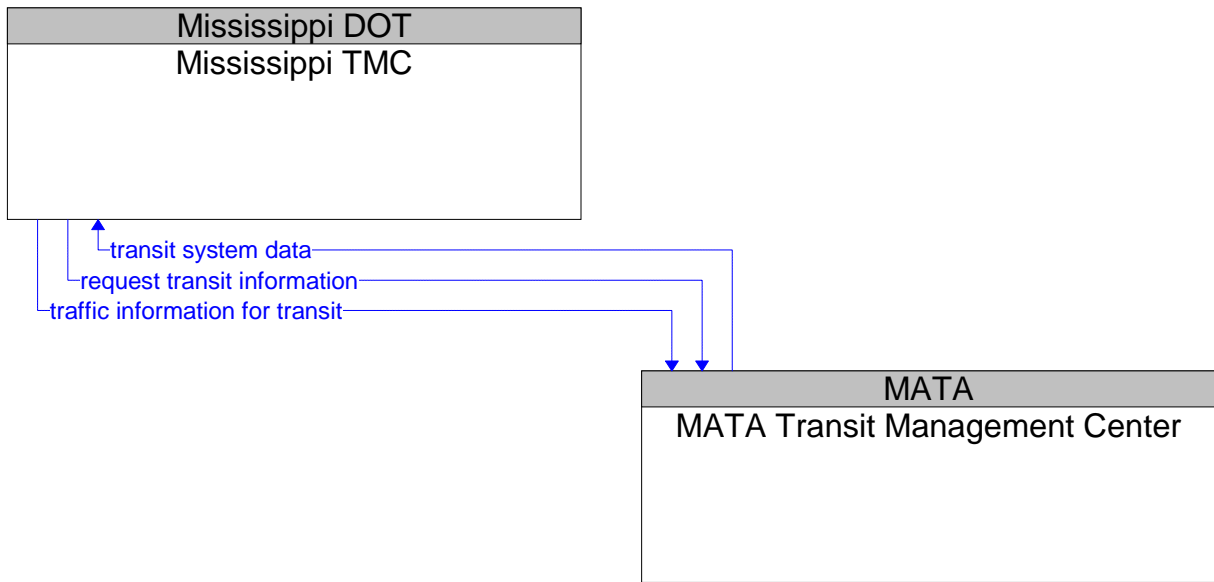 Mississippi DOT
Mississippi TMC
transit system data
request transit information
traffic information for transit
MATA
MATA Transit Management Center